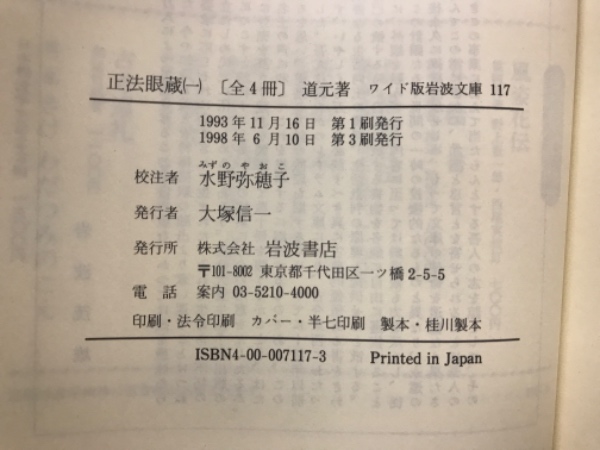 正法眼蔵㈠ 〔全4冊〕 道元著 ワイド版岩波文庫 117
1993年11月16日 第1刷発行
1998年 6月10日 第3刷発行
みずのやおこ
校注者 水野弥穂子
発行者 大塚信一
発行所 株式会社 岩波書店
〒101-8002 東京都千代田区一ツ橋2-5-5
電話 案内 03-5210-4000
印刷・法令印刷 カバー・半七印刷 製本・桂川製本
ISBN4-00-007117-3 Printed in Japan